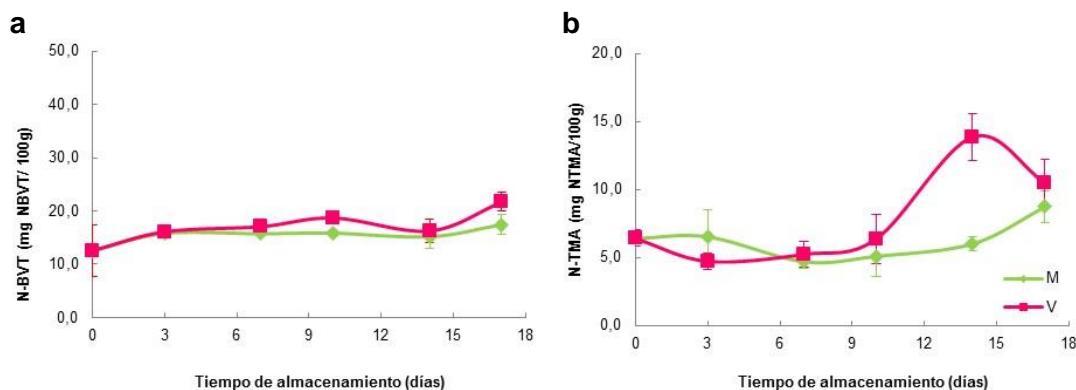 a
N-BVT (mg NBVT/ 100g)
50,0
40,0
30,0
20,0
10,0
0,0
0 3 6 9 12 15 18
Tiempo de almacenamiento (días)
b
N-TMA (mg NTMA/100g)
20,0
15,0
10,0
5,0
0,0
0 3 6 9 12 15 18
Tiempo de almacenamiento (días)
M
V